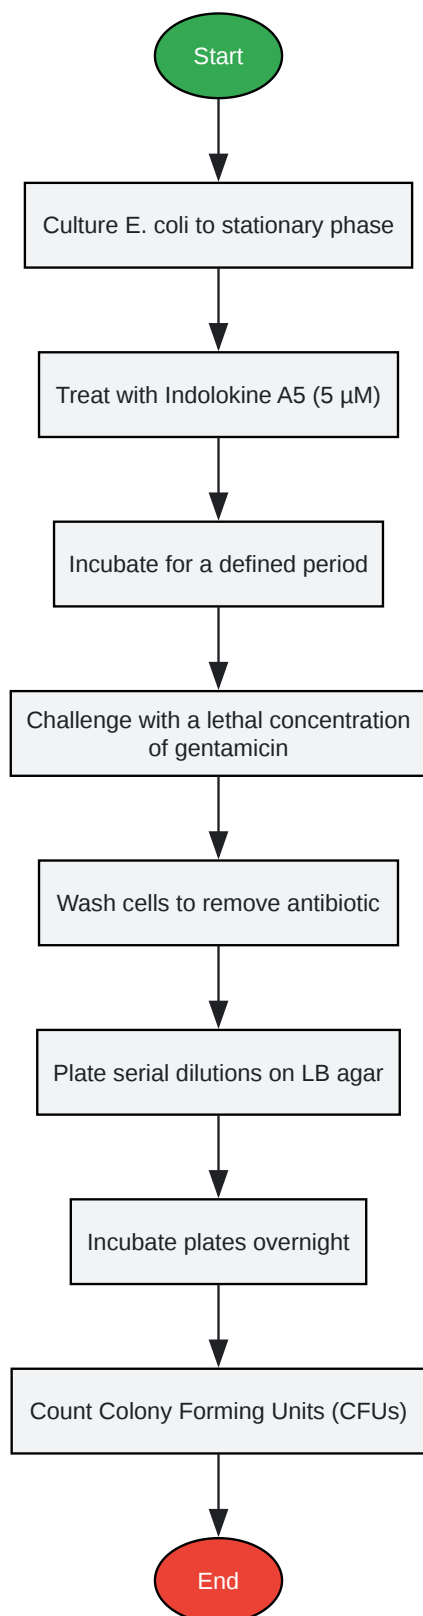 Start
Culture E. coli to stationary phase
Treat with Indolokine A5 (5 µM)
Incubate for a defined period
Challenge with a lethal concentration
of gentamicin
Wash cells to remove antibiotic
Plate serial dilutions on LB agar
Incubate plates overnight
Count Colony Forming Units (CFUs)
End